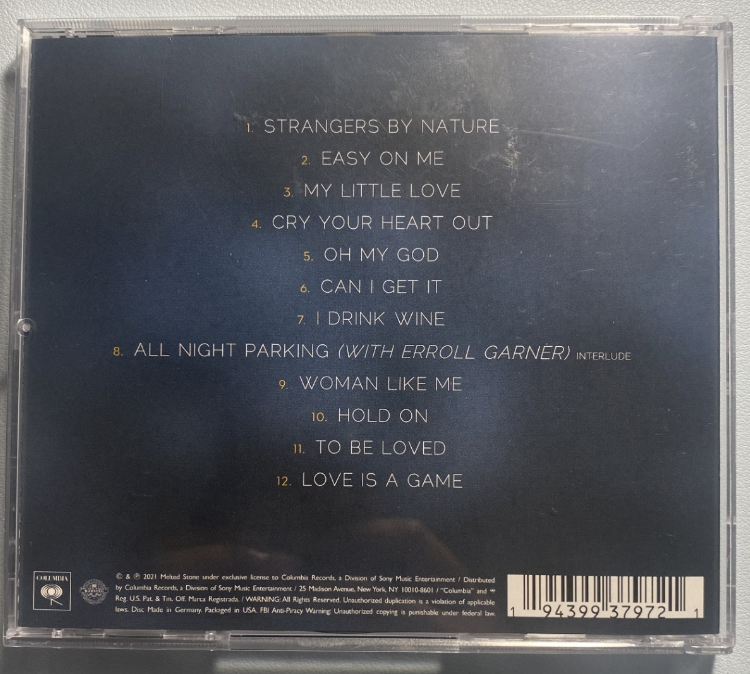 1. STRANGERS BY NATURE
2. EASY ON ME
3. MY LITTLE LOVE
4. CRY YOUR HEART OUT
5. OH MY GOD
6. CAN I GET IT
7. I DRINK WINE
8. ALL NIGHT PARKING (WITH ERROLL GARNER) INTERLUDE
9. WOMAN LIKE ME
10. HOLD ON
11. TO BE LOVED
12. LOVE IS A GAME
COLUMBIA
© & ℗ 2021 Melted Stone under exclusive license to Columbia Records, a Division of Sony Music Entertainment / Distributed
by Columbia Records, a Division of Sony Music Entertainment / 25 Madison Avenue, New York, NY 10010-8601 / "Columbia" and
Reg. U.S. Pat. & Tm. Off. Marca Registrada. / WARNING: All Rights Reserved. Unauthorized duplication is a violation of applicable
laws. Disc Made in Germany. Packaged in USA. FBI Anti-Piracy Warning: Unauthorized copying is punishable under federal law.
1 94399 37972 1